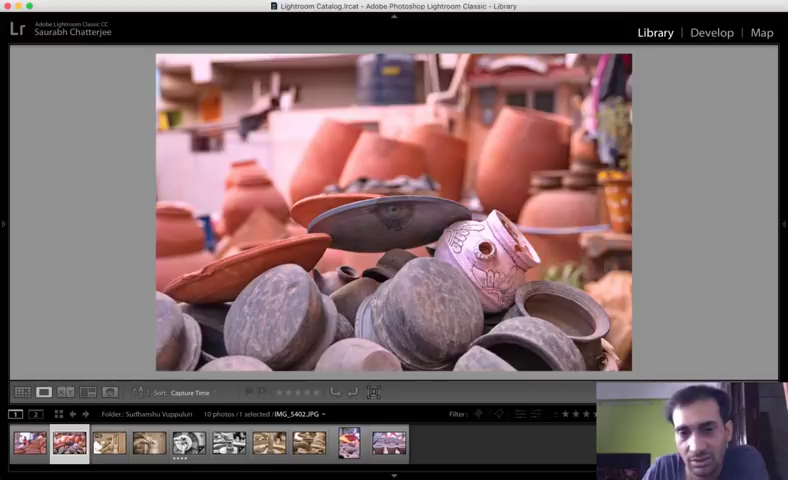 Lightroom Catalog.lrcat - Adobe Photoshop Lightroom Classic - Library
Lr
Adobe Lightroom Classic CC
Saurabh Chatterjee
Library | Develop | Map
Sort: Capture Time
1 2 Folder : Sudhanshu Voppuluri 10 photos / 1 selected / IMG_5402.JPG Filter :